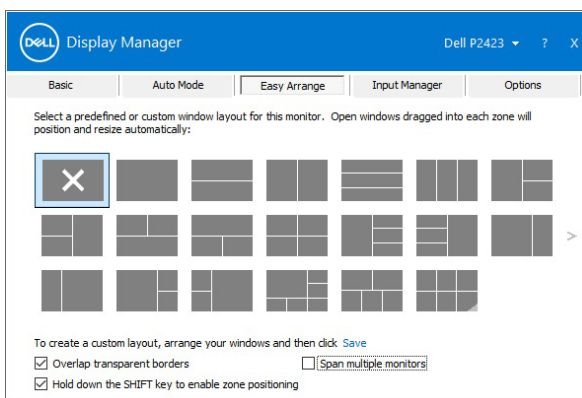 DELL Display Manager Dell P2423 ? X
Basic Auto Mode Easy Arrange Input Manager Options
Select a predefined or custom window layout for this monitor. Open windows dragged into each zone will
position and resize automatically:
To create a custom layout, arrange your windows and then click Save
Overlap transparent borders Span multiple monitors
Hold down the SHIFT key to enable zone positioning